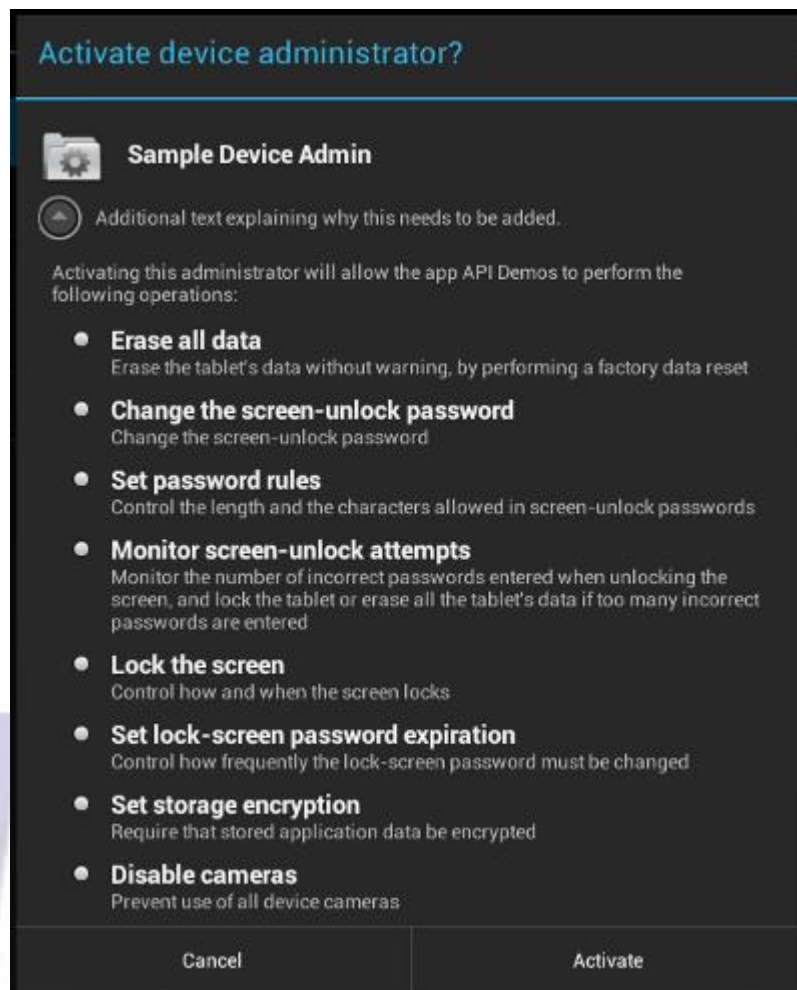 Activate device administrator?
Sample Device Admin
Additional text explaining why this needs to be added.
Activating this administrator will allow the app API Demos to perform the
following operations:
Erase all data
Erase the tablet's data without warning, by performing a factory data reset
Change the screen-unlock password
Change the screen-unlock password
Set password rules
Control the length and the characters allowed in screen-unlock passwords
Monitor screen-unlock attempts
Monitor the number of incorrect passwords entered when unlocking the
screen, and lock the tablet or erase all the tablet's data if too many incorrect
passwords are entered
Lock the screen
Control how and when the screen locks
Set lock-screen password expiration
Control how frequently the lock-screen password must be changed
Set storage encryption
Require that stored application data be encrypted
Disable cameras
Prevent use of all device cameras
Cancel Activate